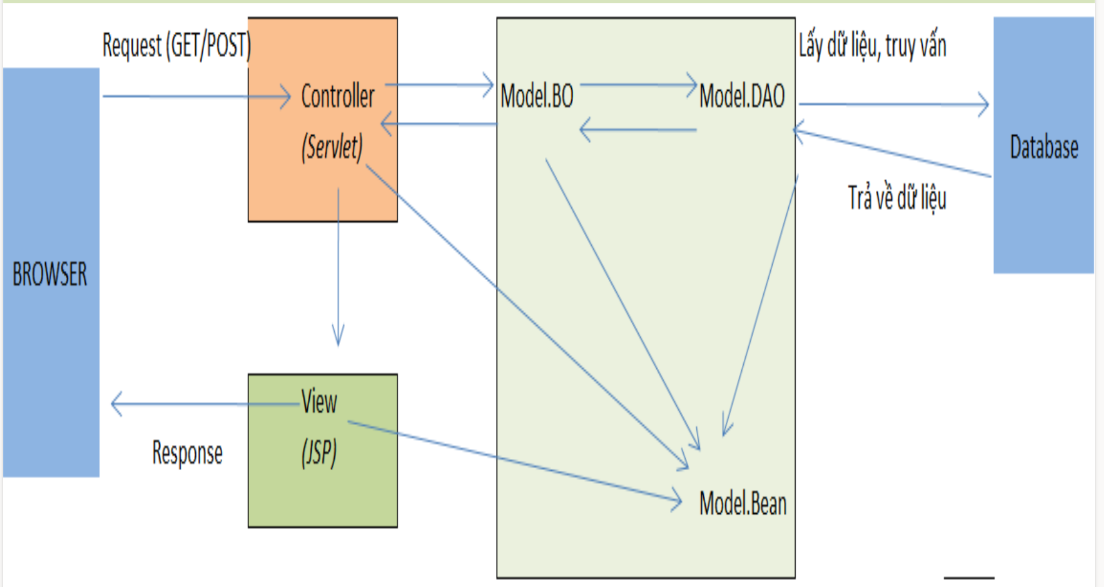 Request (GET/POST)
Controller
(Servlet)
Model.BO
Model.DAO
Lấy dữ liệu, truy vấn
Database
Trả về dữ liệu
BROWSER
View
(JSP)
Response
Model.Bean